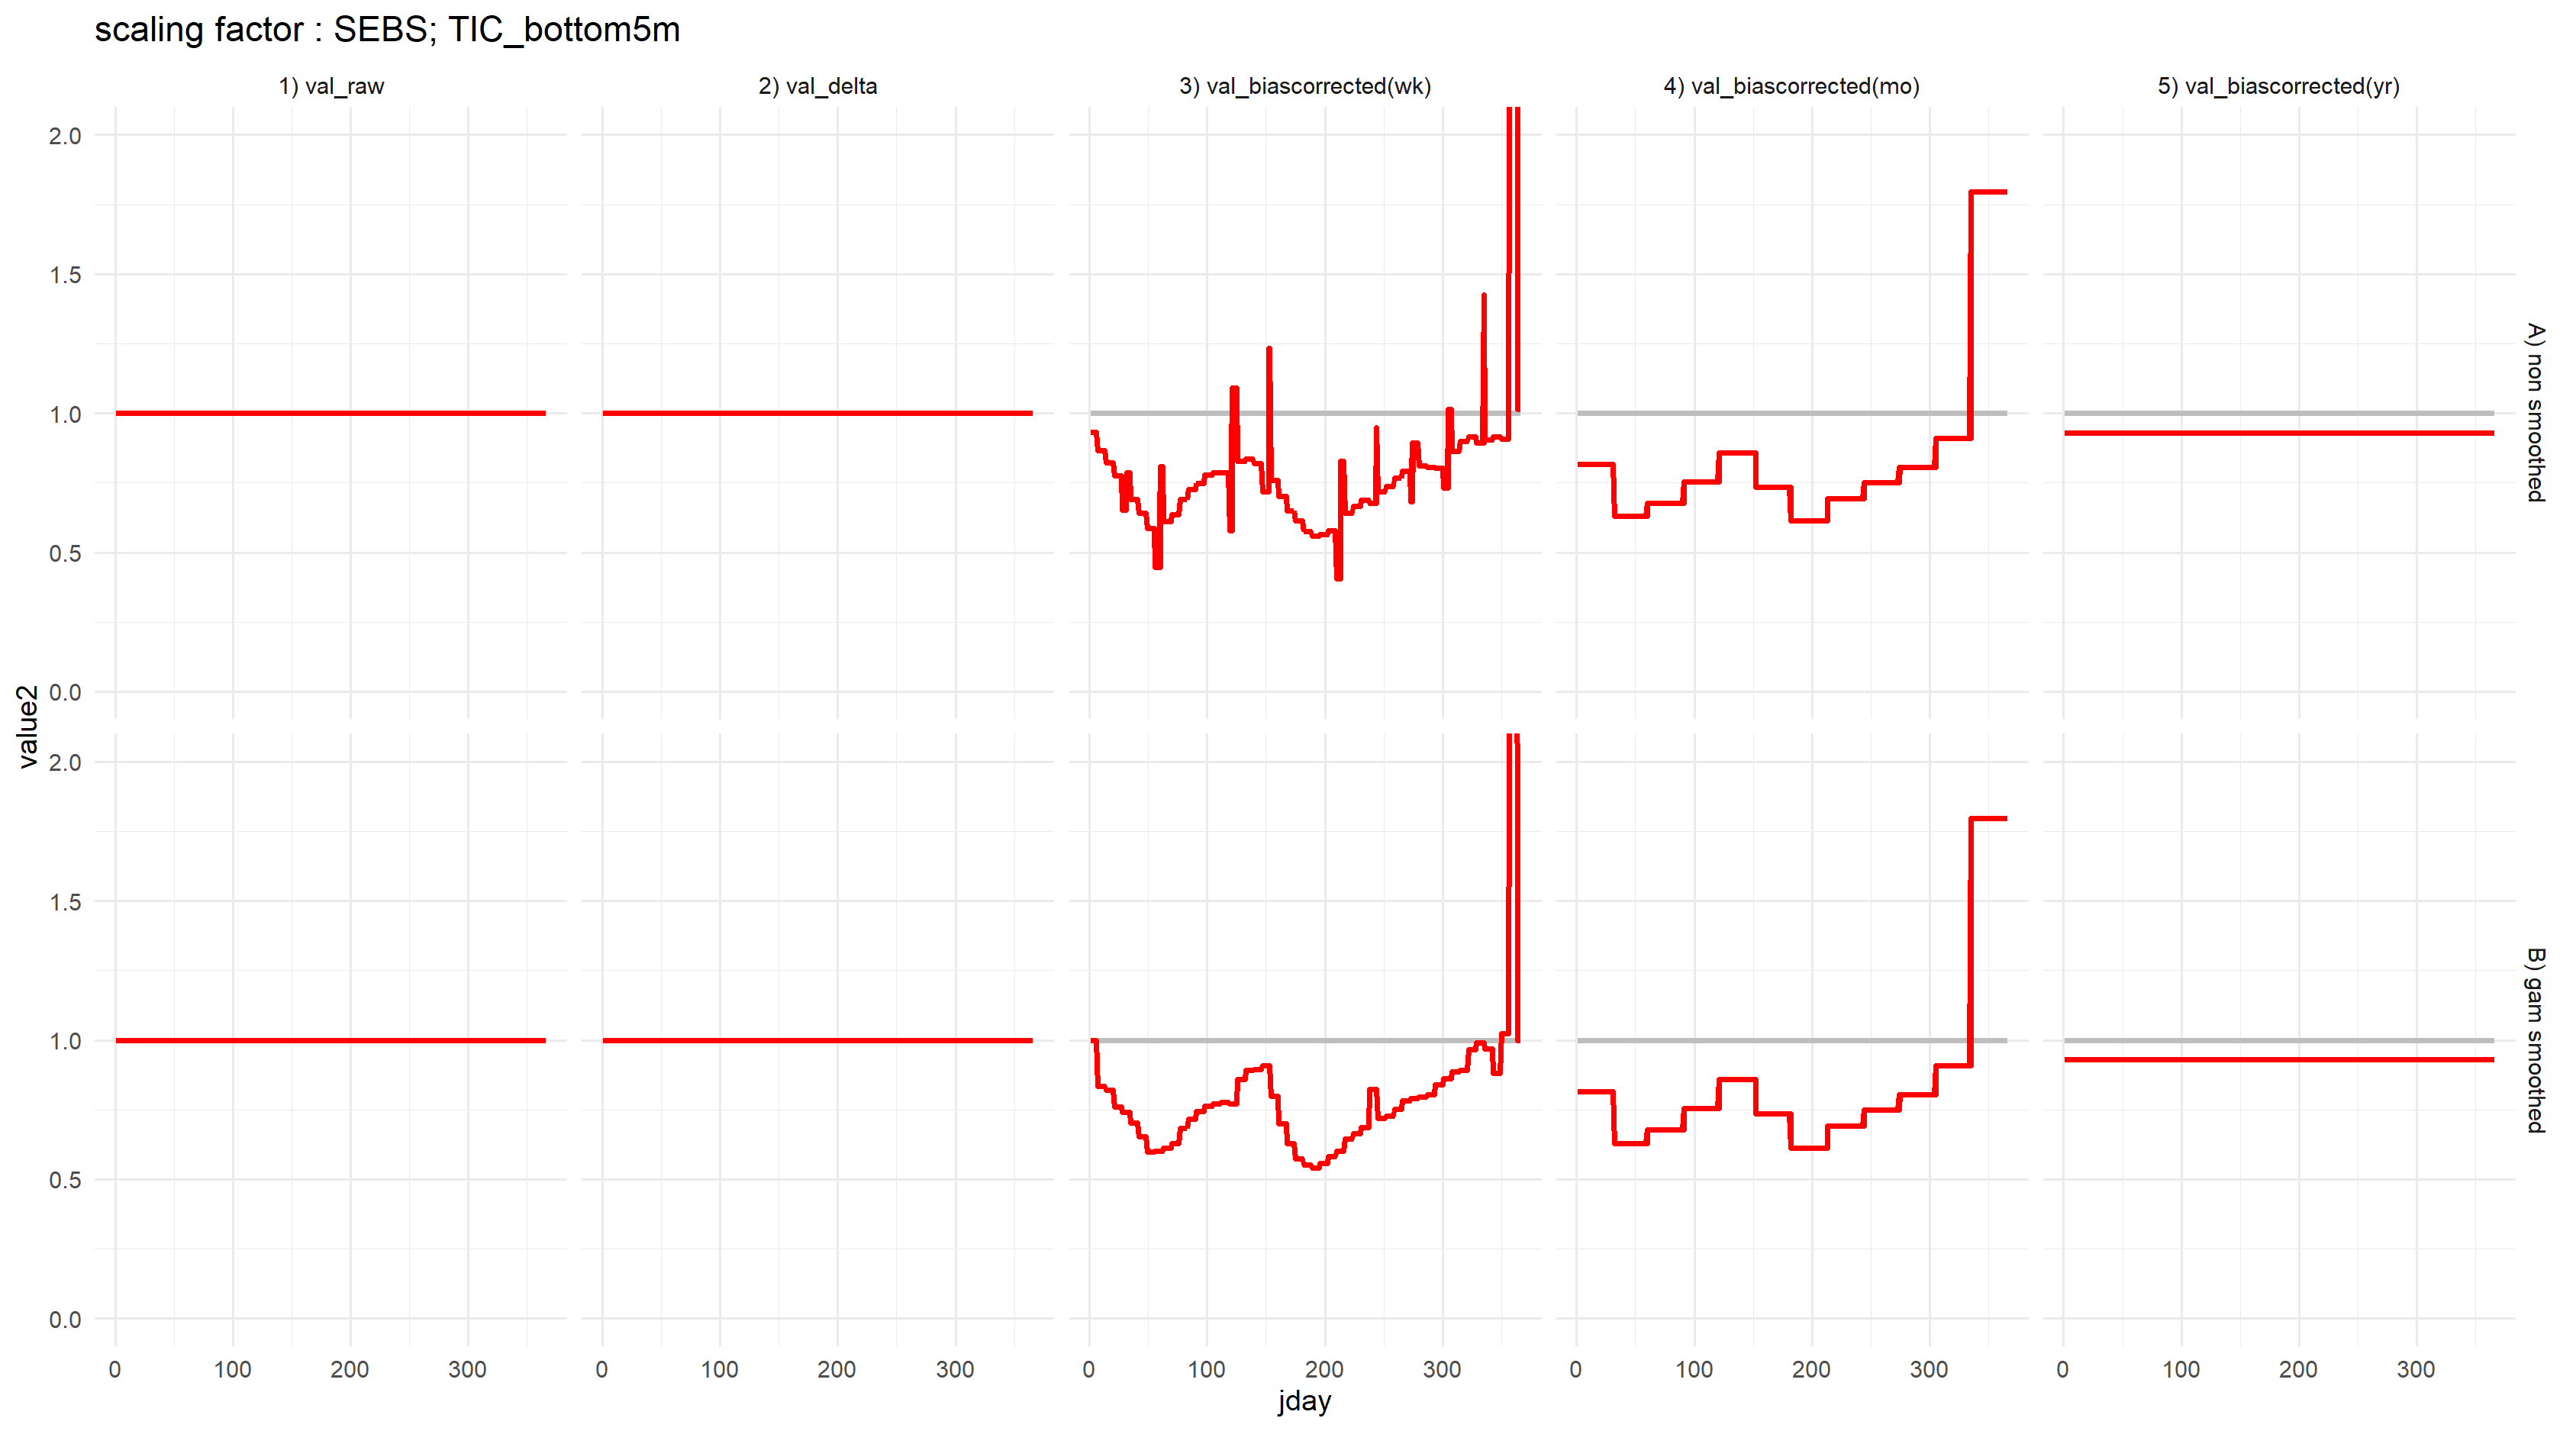 scaling factor : SEBS; TIC_bottom5m
1) val_raw
2) val_delta
3) val_biascorrected(wk)
4) val_biascorrected(mo)
5) val_biascorrected(yr)
2.0
1.5
1.0
0.5
0.0
A) non smoothed
value2
2.0
1.5
1.0
0.5
0.0
B) gam smoothed
0 100 200 300
0 100 200 300
0 100 200 300
0 100 200 300
0 100 200 300
jday